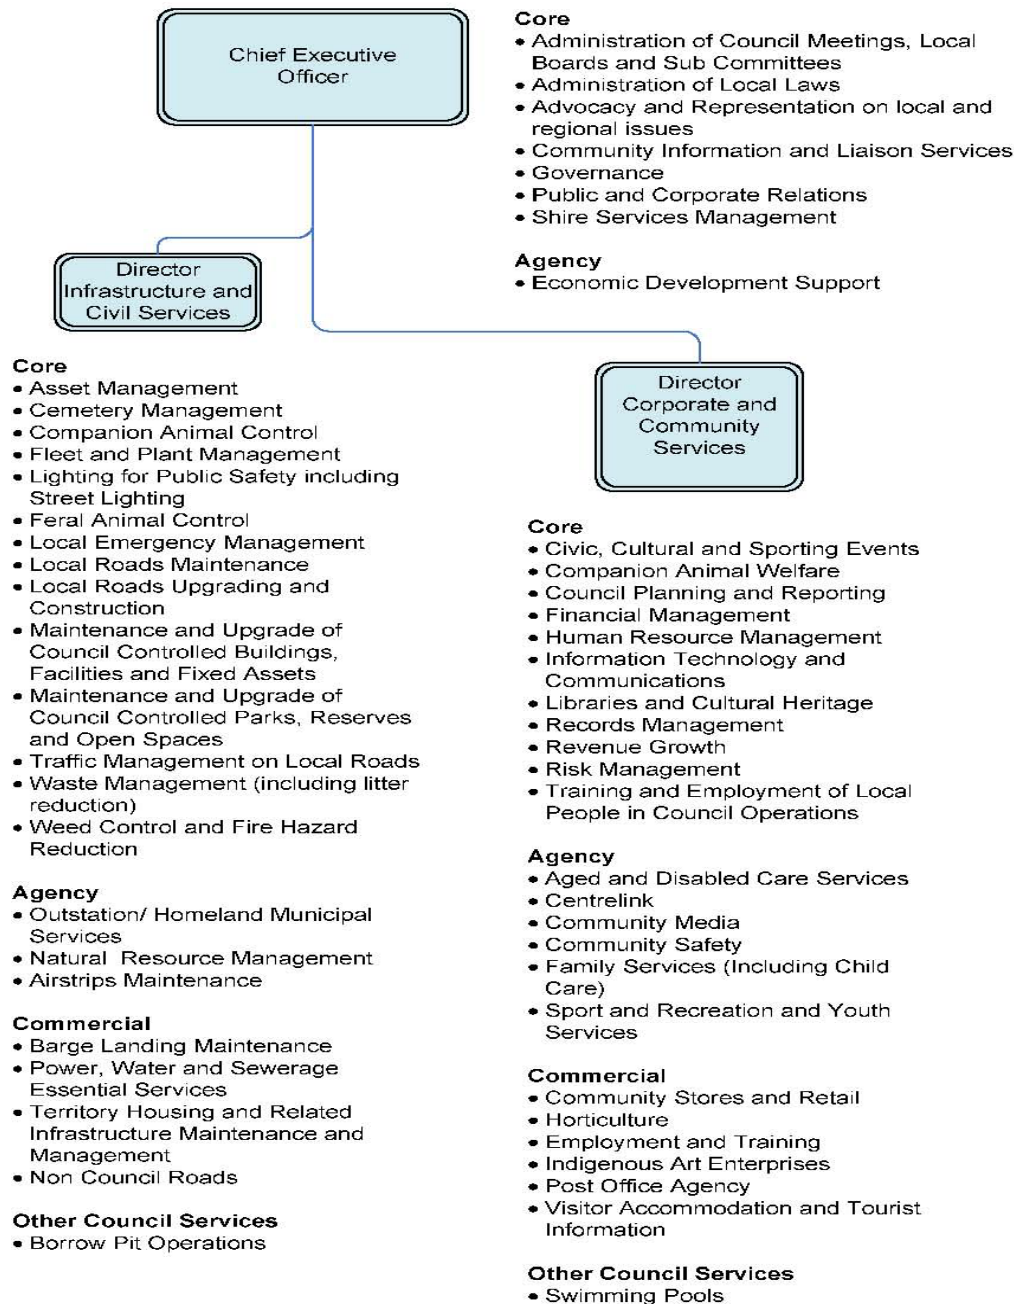 Chief Executive
Officer
Core
• Administration of Council Meetings, Local
Boards and Sub Committees
• Administration of Local Laws
• Advocacy and Representation on local and
regional issues
• Community Information and Liaison Services
• Governance
• Public and Corporate Relations
• Shire Services Management
Agency
• Economic Development Support
Director
Infrastructure and
Civil Services
Core
• Asset Management
• Cemetery Management
• Companion Animal Control
• Fleet and Plant Management
• Lighting for Public Safety including
Street Lighting
• Feral Animal Control
• Local Emergency Management
• Local Roads Maintenance
• Local Roads Upgrading and
Construction
• Maintenance and Upgrade of
Council Controlled Buildings,
Facilities and Fixed Assets
• Maintenance and Upgrade of
Council Controlled Parks, Reserves
and Open Spaces
• Traffic Management on Local Roads
• Waste Management (including litter
reduction)
• Weed Control and Fire Hazard
Reduction
Agency
• Outstation/ Homeland Municipal
Services
• Natural Resource Management
• Airstrips Maintenance
Commercial
• Barge Landing Maintenance
• Power, Water and Sewerage
Essential Services
• Territory Housing and Related
Infrastructure Maintenance and
Management
• Non Council Roads
Other Council Services
• Borrow Pit Operations
Director
Corporate and
Community
Services
Core
• Civic, Cultural and Sporting Events
• Companion Animal Welfare
• Council Planning and Reporting
• Financial Management
• Human Resource Management
• Information Technology and
Communications
• Libraries and Cultural Heritage
• Records Management
• Revenue Growth
• Risk Management
• Training and Employment of Local
People in Council Operations
Agency
• Aged and Disabled Care Services
• Centrelink
• Community Media
• Community Safety
• Family Services (Including Child
Care)
• Sport and Recreation and Youth
Services
Commercial
• Community Stores and Retail
• Horticulture
• Employment and Training
• Indigenous Art Enterprises
• Post Office Agency
• Visitor Accommodation and Tourist
Information
Other Council Services
• Swimming Pools